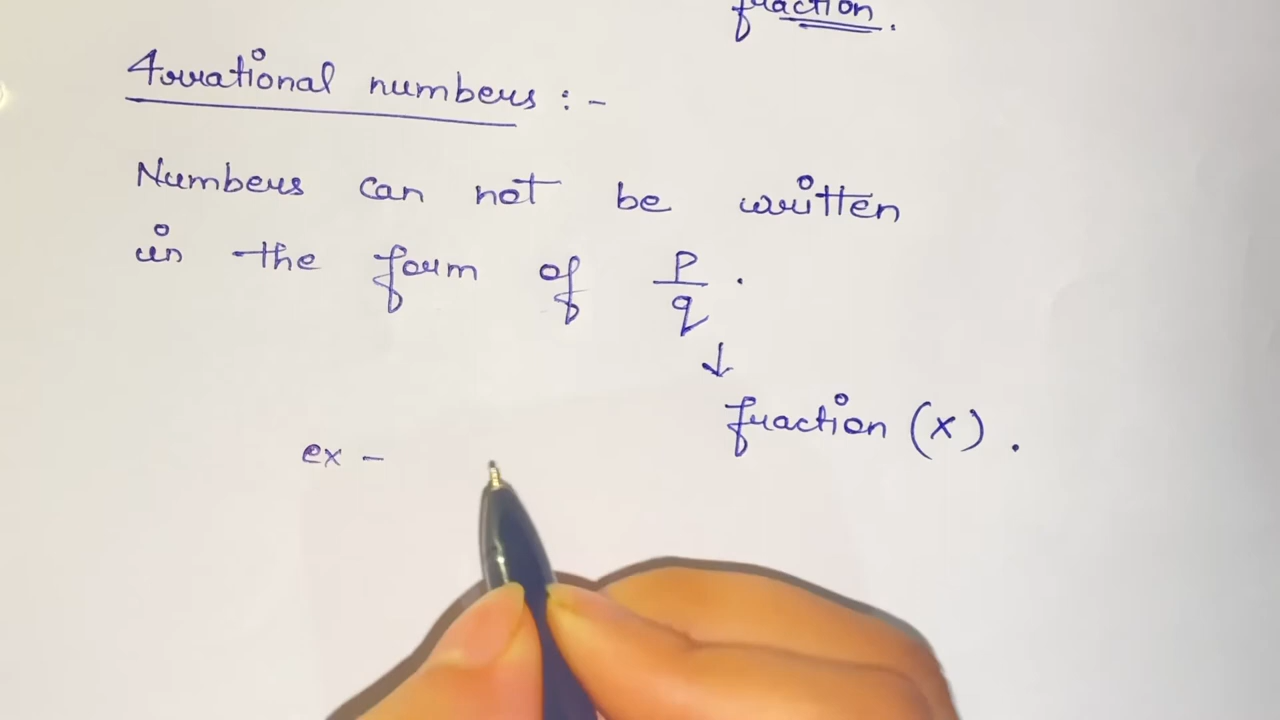 fraction.
Irrational numbers :-
Numbers can not be written
in the form of P/q .
↓
fraction (x) .
ex -